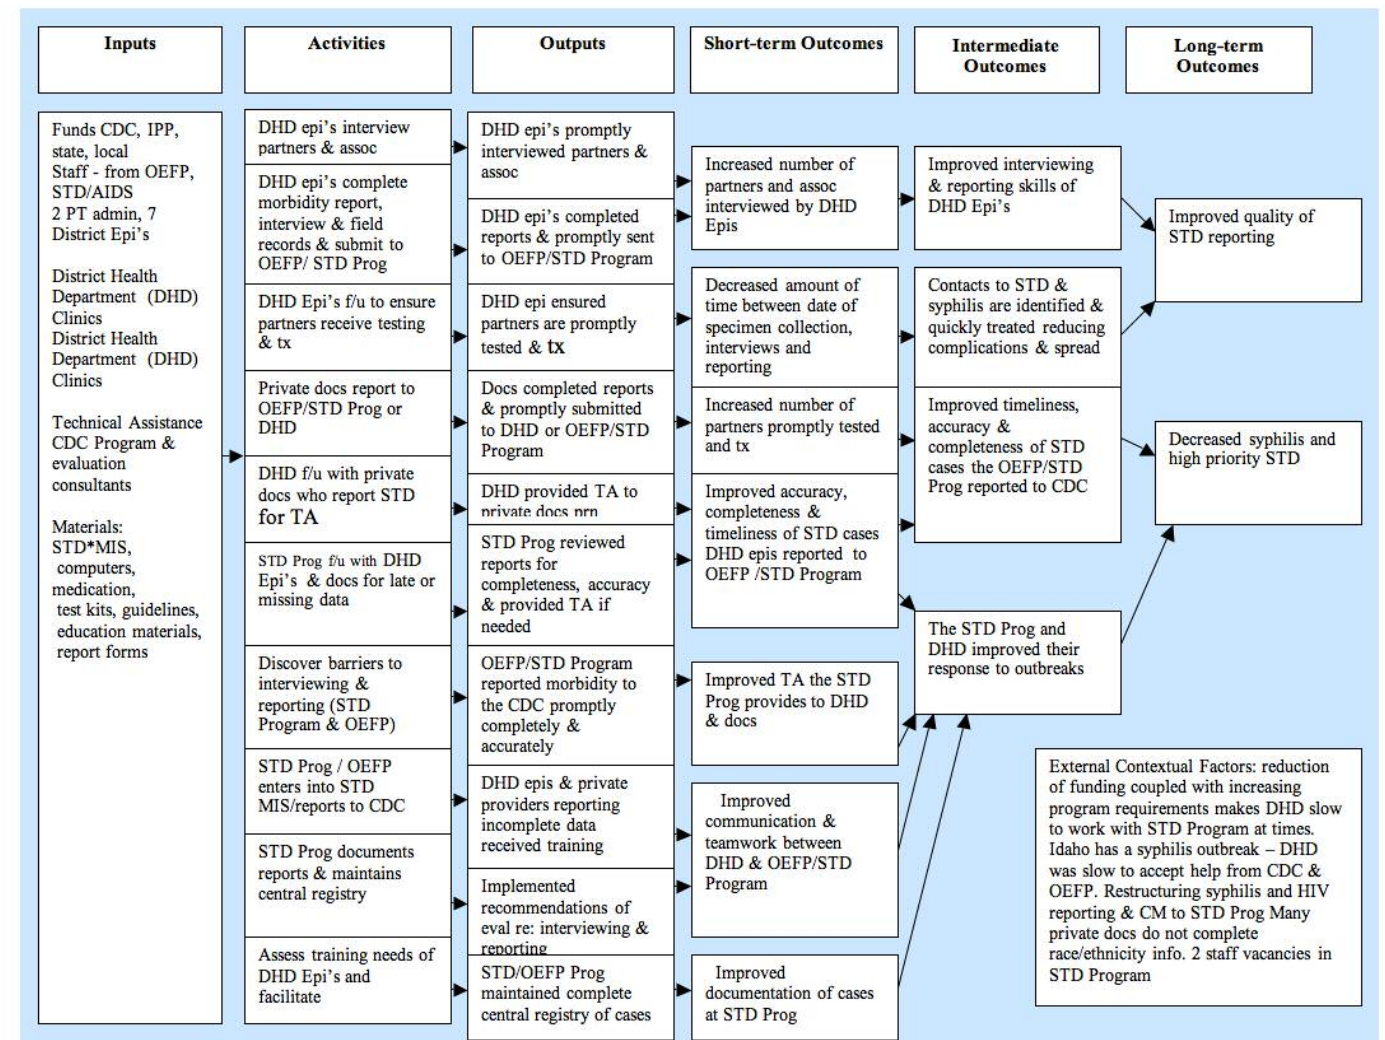 Inputs
Activities
Outputs
Short-term Outcomes
Intermediate
Outcomes
Long-term
Outcomes
Funds CDC, IPP,
state, local
Staff - from OEFP,
STD/AIDS
2 PT admin, 7
District Epi's
District Health
Department (DHD)
Clinics
District Health
Department (DHD)
Clinics
Technical Assistance
CDC Program &
evaluation
consultants
Materials:
STD*MIS,
computers,
medication,
test kits, guidelines,
education materials,
report forms
DHD epi's interview
partners & assoc
DHD epi's complete
morbidity report,
interview & field
records & submit to
OEFP/ STD Prog
DHD Epi's f/u to ensure
partners receive testing
& tx
Private docs report to
OEFP/STD Prog or
DHD
DHD f/u with private
docs who report STD
for TA
STD Prog f/u with DHD
Epi's & docs for late or
missing data
Discover barriers to
interviewing &
reporting (STD
Program & OEFP)
STD Prog / OEFP
enters into STD
MIS/reports to CDC
STD Prog documents
reports & maintains
central registry
Assess training needs of
DHD Epi's and
facilitate
DHD epi's promptly
interviewed partners &
assoc
DHD epi's completed
reports & promptly sent
to OEFP/STD Program
DHD epi ensured
partners are promptly
tested & tx
Docs completed reports
& promptly submitted
to DHD or OEFP/STD
Program
DHD provided TA to
private docs prn
STD Prog reviewed
reports for
completeness, accuracy
& provided TA if
needed
OEFP/STD Program
reported morbidity to
the CDC promptly
completely &
accurately
DHD epis & private
providers reporting
incomplete data
received training
Implemented
recommendations of
eval re: interviewing &
reporting
STD/OEFP Prog
maintained complete
central registry of cases
Increased number of
partners and assoc
interviewed by DHD
Epis
Decreased amount of
time between date of
specimen collection,
interviews and
reporting
Increased number of
partners promptly tested
and tx
Improved accuracy,
completeness &
timeliness of STD cases
DHD epis reported to
OEFP /STD Program
Improved TA the STD
Prog provides to DHD
& docs
Improved
communication &
teamwork between
DHD & OEFP/STD
Program
Improved
documentation of cases
at STD Prog
Improved interviewing
& reporting skills of
DHD Epi's
Contacts to STD &
syphilis are identified &
quickly treated reducing
complications & spread
Improved timeliness,
accuracy &
completeness of STD
cases the OEFP/STD
Prog reported to CDC
The STD Prog and
DHD improved their
response to outbreaks
Improved quality of
STD reporting
Decreased syphilis and
high priority STD
External Contextual Factors: reduction
of funding coupled with increasing
program requirements makes DHD slow
to work with STD Program at times.
Idaho has a syphilis outbreak – DHD
was slow to accept help from CDC &
OEFP. Restructuring syphilis and HIV
reporting & CM to STD Prog Many
private docs do not complete
race/ethnicity info. 2 staff vacancies in
STD Program